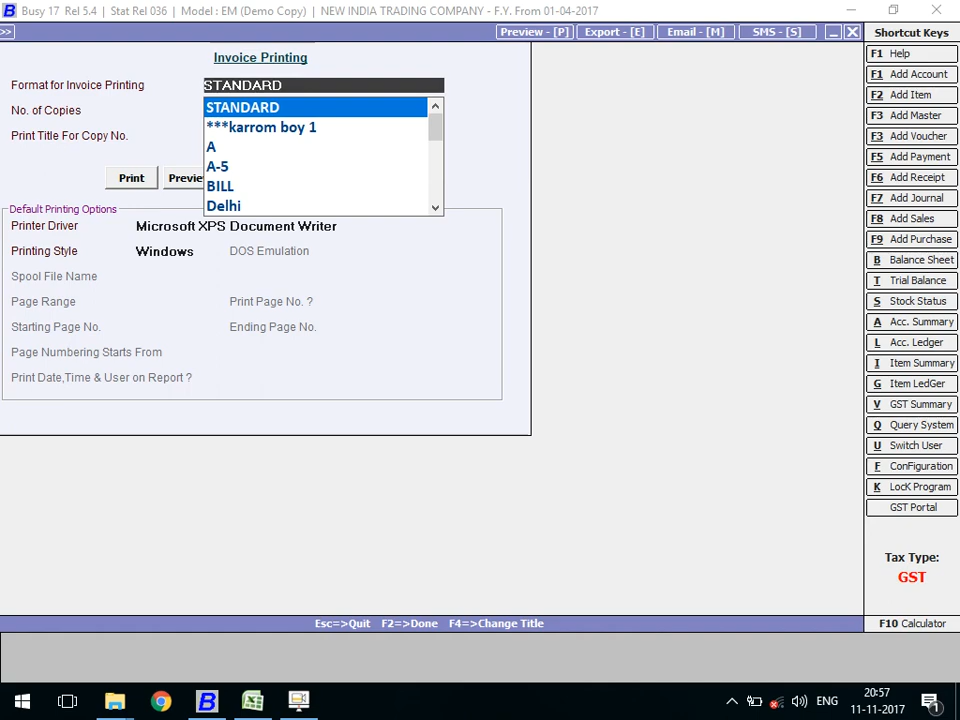 Busy 17 Rel 5.4 | Stat Rel 036 | Model : EM (Demo Copy) | NEW INDIA TRADING COMPANY - F.Y. From 01-04-2017
>> Preview - [P] Export - [E] Email - [M] SMS - [S]
Invoice Printing
Format for Invoice Printing STANDARD
No. of Copies
Print Title For Copy No.
STANDARD
***karrom boy 1
A
A-5
BILL
Delhi
Print
Default Printing Options
Printer Driver Microsoft XPS Document Writer
Printing Style Windows DOS Emulation
Spool File Name
Page Range Print Page No. ?
Starting Page No. Ending Page No.
Page Numbering Starts From
Print Date,Time & User on Report ?
Esc=>Quit F2=>Done F4=>Change Title
Shortcut Keys
F1 Help
F1 Add Account
F2 Add Item
F3 Add Master
F3 Add Voucher
F5 Add Payment
F6 Add Receipt
F7 Add Journal
F8 Add Sales
F9 Add Purchase
B Balance Sheet
T Trial Balance
S Stock Status
A Acc. Summary
L Acc. Ledger
I Item Summary
G Item LedGer
V GST Summary
Q Query System
U Switch User
F ConFiguration
K LocK Program
GST Portal
Tax Type:
GST
F10 Calculator
ENG
20:57
11-11-2017
1